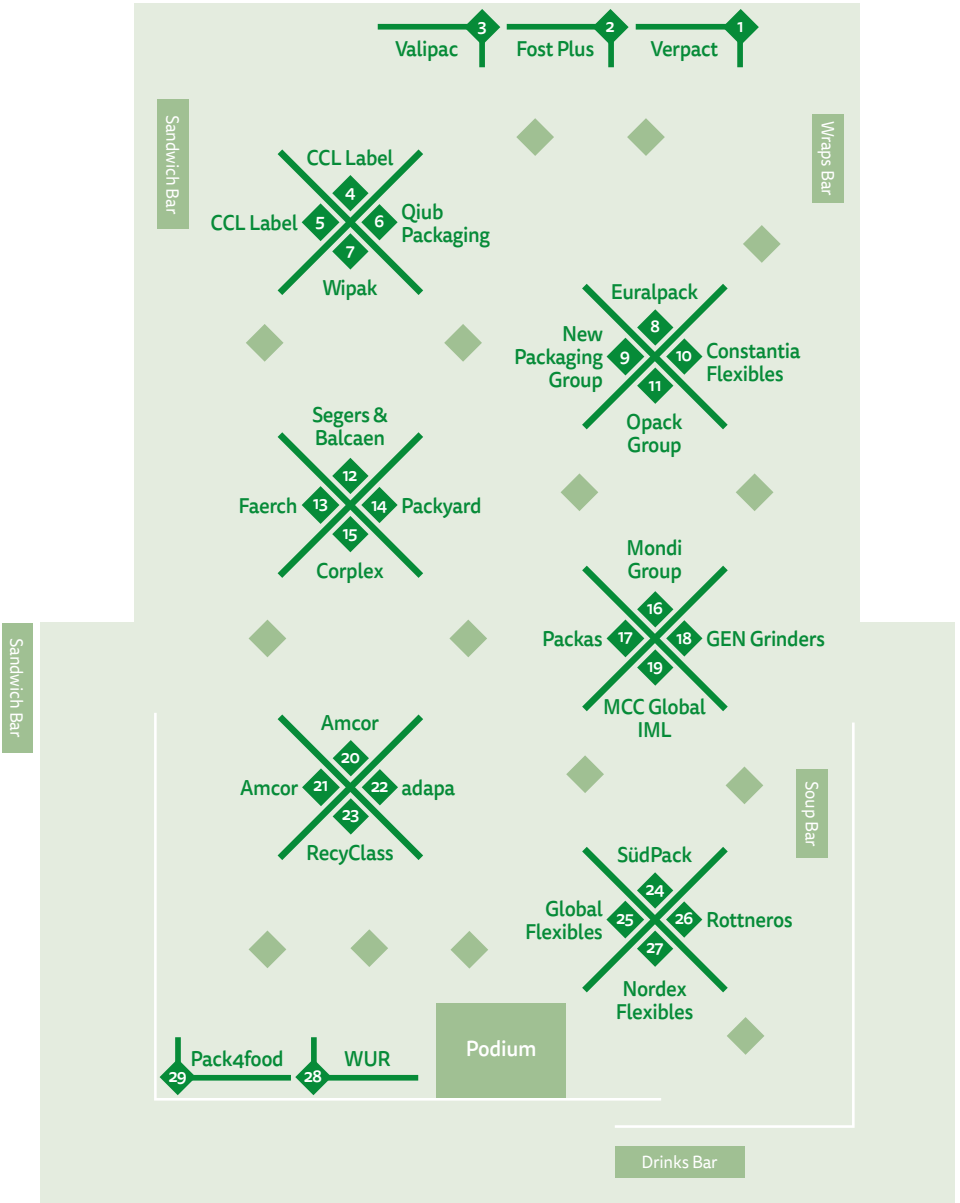 3
2
1
Valipac
Fost Plus
Verpact
Sandwich Bar
Wraps Bar
CCL Label
4
CCL Label
5
6
Qiub
Packaging
7
Wipak
Euralpack
8
New
Packaging
Group
9
10
Constantia
Flexibles
11
Opack
Group
Segers &
Balcaen
12
Faerch
13
14
Packyard
15
Corplex
Mondi
Group
16
Packas
17
18
GEN Grinders
19
MCC Global
IML
Sandwich Bar
Amcor
20
Amcor
21
22
adapa
23
RecyClass
Soup Bar
SüdPack
24
Global
Flexibles
25
26
Rottneros
27
Nordex
Flexibles
Podium
Pack4food
29
WUR
28
Drinks Bar